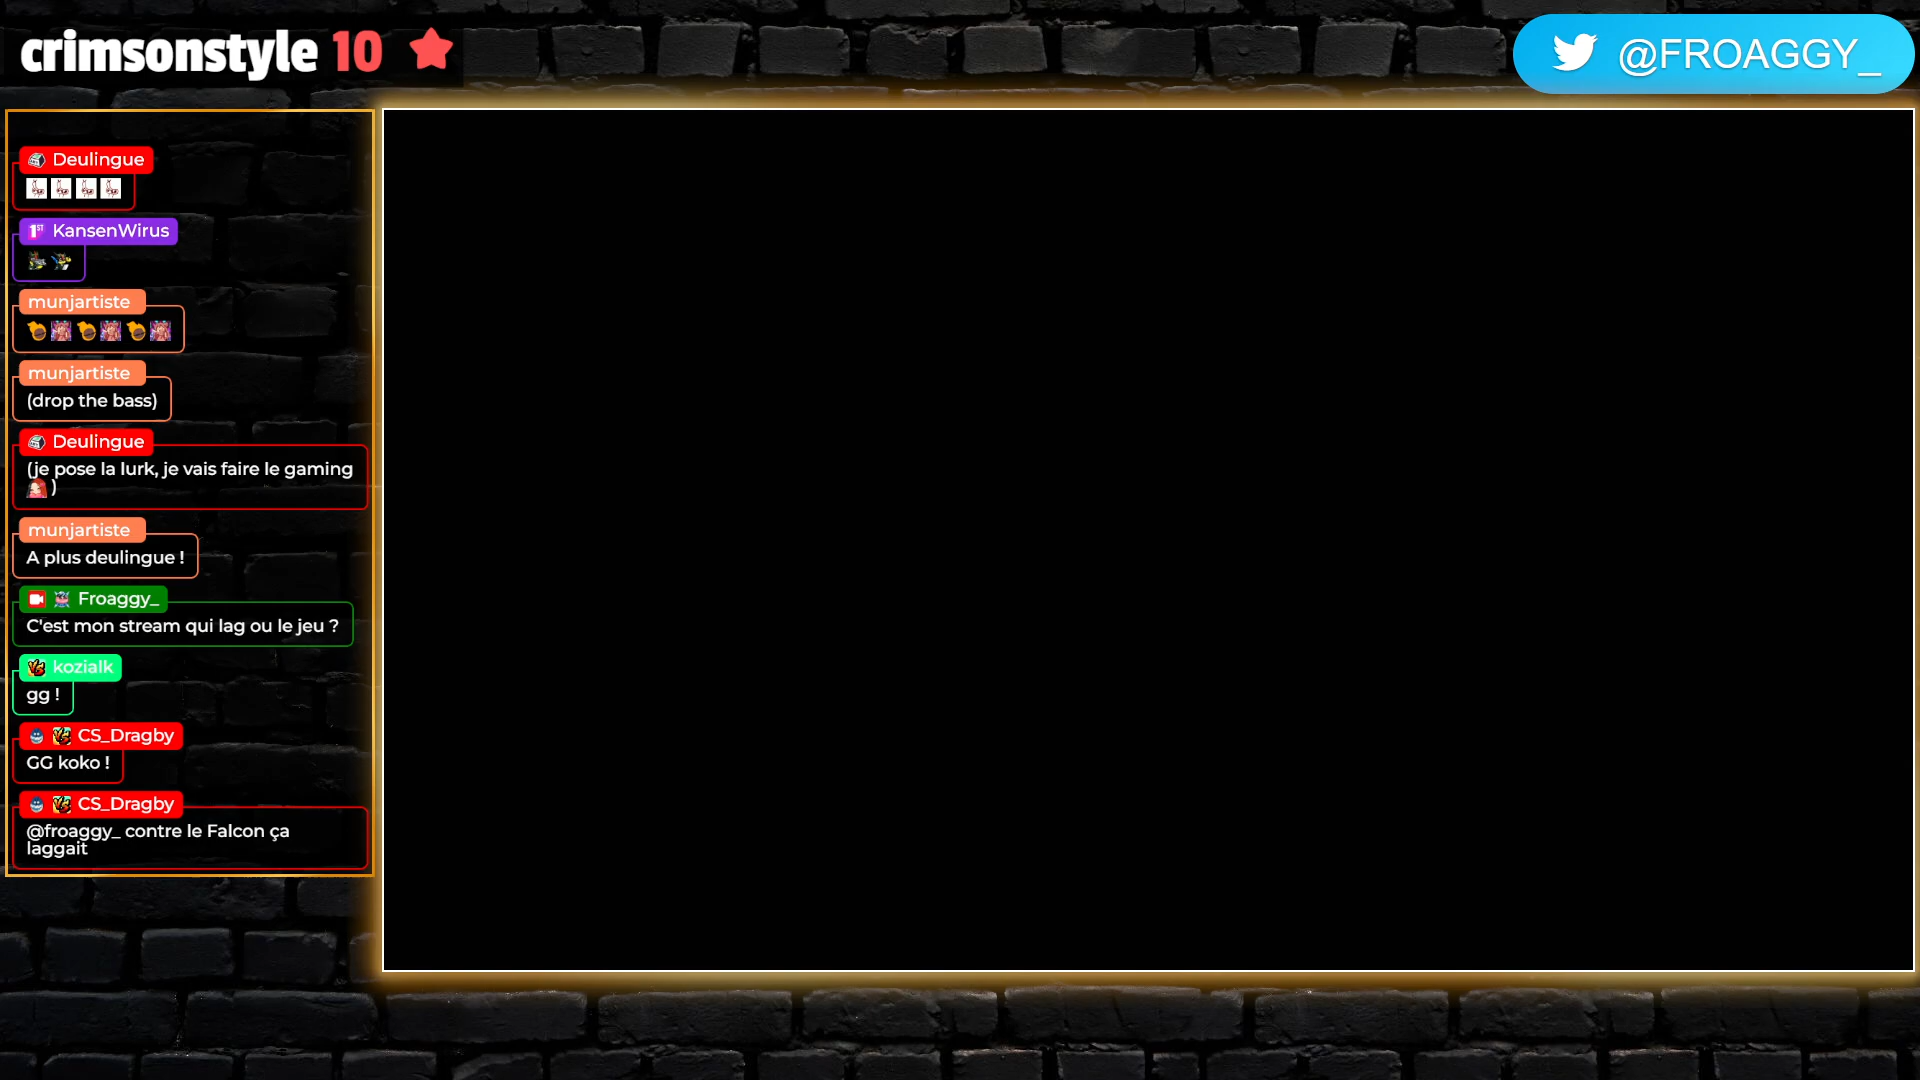 crimsonstyle 10
@FROAGGY_
Deulingue
1ST KansenWirus
munjartiste
munjartiste
(drop the bass)
Deulingue
(je pose la lurk, je vais faire le gaming
)
munjartiste
A plus deulingue !
Froaggy_
C'est mon stream qui lag ou le jeu ?
kozialk
gg !
CS_Dragby
GG koko !
CS_Dragby
@froaggy_ contre le Falcon ça
laggait